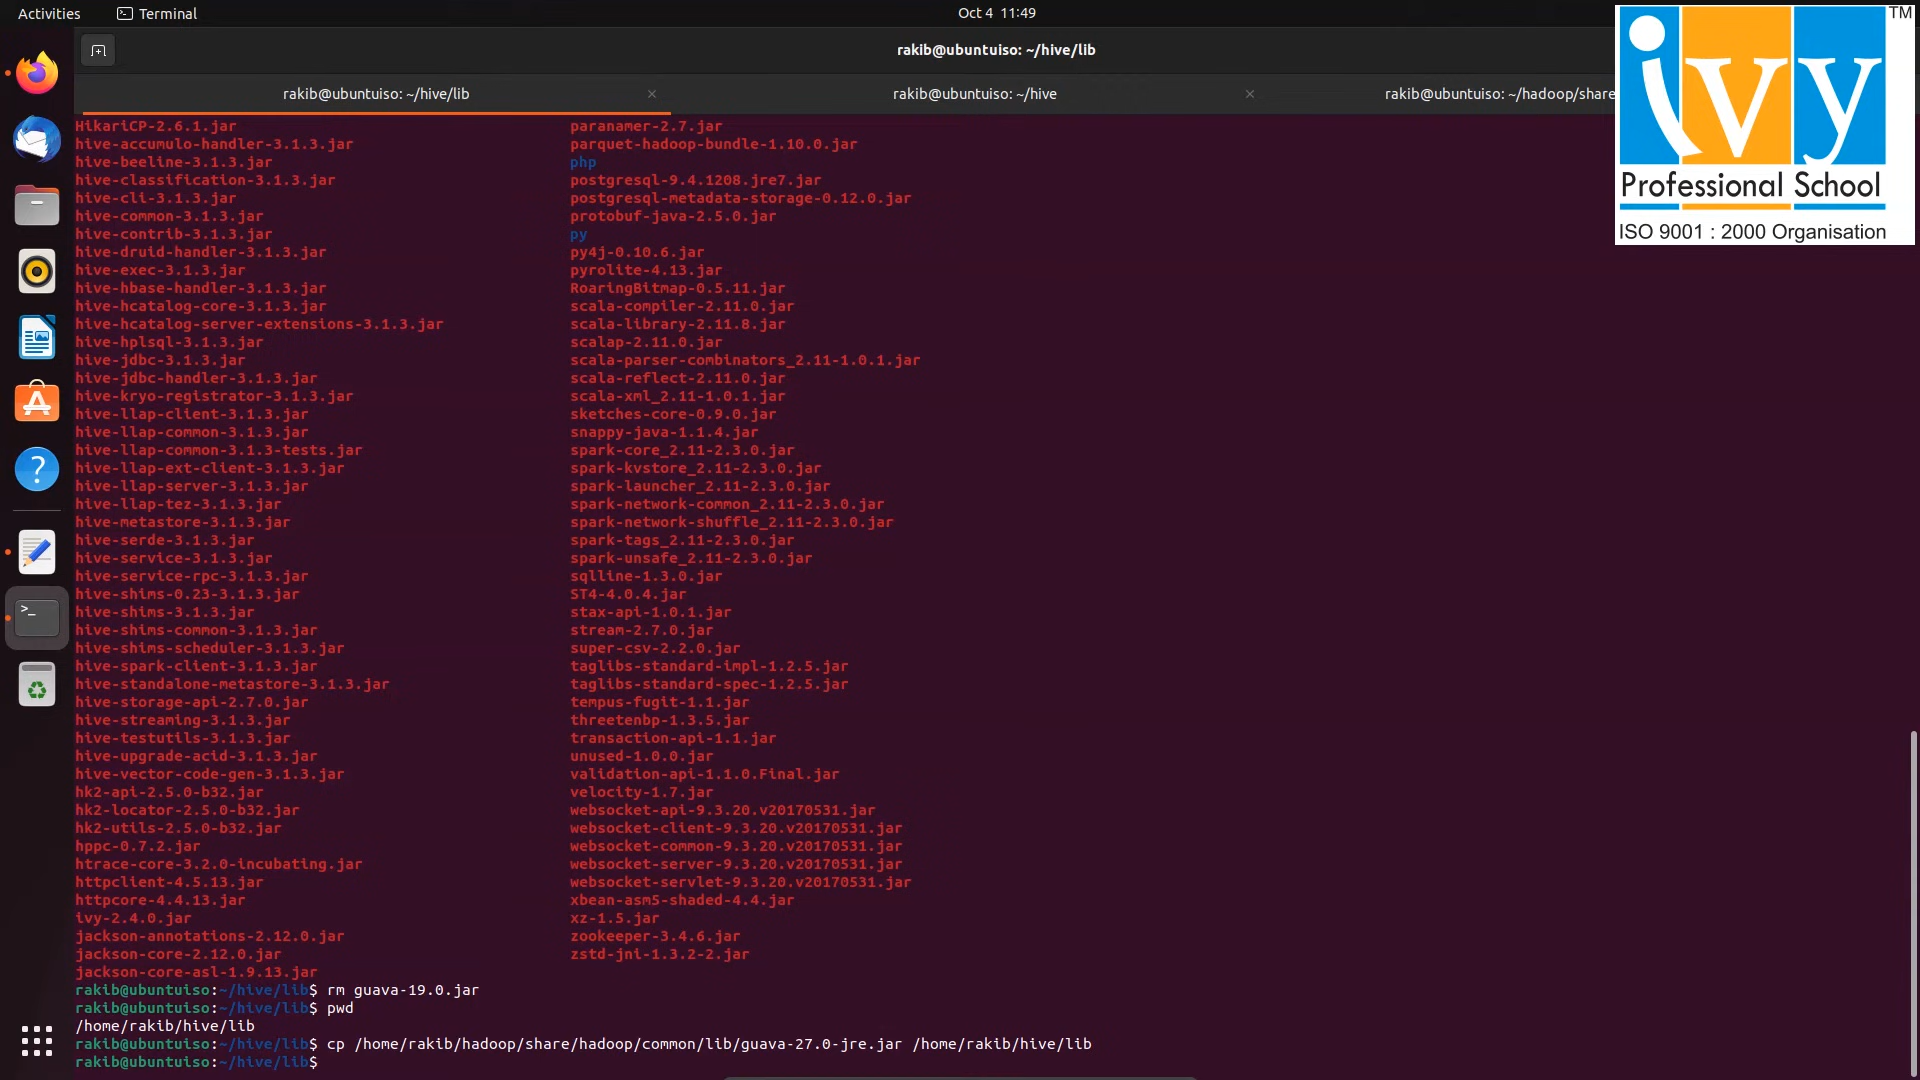 Activities
Terminal
Oct 4 11:49
rakib@ubuntuiso: ~/hive/lib
rakib@ubuntuiso: ~/hive/lib
rakib@ubuntuiso: ~/hive
rakib@ubuntuiso: ~/hadoop/share
TM
ivy
Professional School
ISO 9001 : 2000 Organisation
HikariCP-2.6.1.jar
hive-accumulo-handler-3.1.3.jar
hive-beeline-3.1.3.jar
hive-classification-3.1.3.jar
hive-cli-3.1.3.jar
hive-common-3.1.3.jar
hive-contrib-3.1.3.jar
hive-druid-handler-3.1.3.jar
hive-exec-3.1.3.jar
hive-hbase-handler-3.1.3.jar
hive-hcatalog-core-3.1.3.jar
hive-hcatalog-server-extensions-3.1.3.jar
hive-hplsql-3.1.3.jar
hive-jdbc-3.1.3.jar
hive-jdbc-handler-3.1.3.jar
hive-kryo-registrator-3.1.3.jar
hive-llap-client-3.1.3.jar
hive-llap-common-3.1.3.jar
hive-llap-common-3.1.3-tests.jar
hive-llap-ext-client-3.1.3.jar
hive-llap-server-3.1.3.jar
hive-llap-tez-3.1.3.jar
hive-metastore-3.1.3.jar
hive-serde-3.1.3.jar
hive-service-3.1.3.jar
hive-service-rpc-3.1.3.jar
hive-shims-0.23-3.1.3.jar
hive-shims-3.1.3.jar
hive-shims-common-3.1.3.jar
hive-shims-scheduler-3.1.3.jar
hive-spark-client-3.1.3.jar
hive-standalone-metastore-3.1.3.jar
hive-storage-api-2.7.0.jar
hive-streaming-3.1.3.jar
hive-testutils-3.1.3.jar
hive-upgrade-acid-3.1.3.jar
hive-vector-code-gen-3.1.3.jar
hk2-api-2.5.0-b32.jar
hk2-locator-2.5.0-b32.jar
hk2-utils-2.5.0-b32.jar
hppc-0.7.2.jar
htrace-core-3.2.0-incubating.jar
httpclient-4.5.13.jar
httpcore-4.4.13.jar
ivy-2.4.0.jar
jackson-annotations-2.12.0.jar
jackson-core-2.12.0.jar
jackson-core-asl-1.9.13.jar
paranamer-2.7.jar
parquet-hadoop-bundle-1.10.0.jar
php
postgresql-9.4.1208.jre7.jar
postgresql-metadata-storage-0.12.0.jar
protobuf-java-2.5.0.jar
py
py4j-0.10.6.jar
pyrolite-4.13.jar
RoaringBitmap-0.5.11.jar
scala-compiler-2.11.0.jar
scala-library-2.11.8.jar
scalap-2.11.0.jar
scala-parser-combinators_2.11-1.0.1.jar
scala-reflect-2.11.0.jar
scala-xml_2.11-1.0.1.jar
sketches-core-0.9.0.jar
snappy-java-1.1.4.jar
spark-core_2.11-2.3.0.jar
spark-kvstore_2.11-2.3.0.jar
spark-launcher_2.11-2.3.0.jar
spark-network-common_2.11-2.3.0.jar
spark-network-shuffle_2.11-2.3.0.jar
spark-tags_2.11-2.3.0.jar
spark-unsafe_2.11-2.3.0.jar
sqlline-1.3.0.jar
ST4-4.0.4.jar
stax-api-1.0.1.jar
stream-2.7.0.jar
super-csv-2.2.0.jar
taglibs-standard-impl-1.2.5.jar
taglibs-standard-spec-1.2.5.jar
tempus-fugit-1.1.jar
threetenbp-1.3.5.jar
transaction-api-1.1.jar
unused-1.0.0.jar
validation-api-1.1.0.Final.jar
velocity-1.7.jar
websocket-api-9.3.20.v20170531.jar
websocket-client-9.3.20.v20170531.jar
websocket-common-9.3.20.v20170531.jar
websocket-server-9.3.20.v20170531.jar
websocket-servlet-9.3.20.v20170531.jar
xbean-asm5-shaded-4.4.jar
xz-1.5.jar
zookeeper-3.4.6.jar
zstd-jni-1.3.2-2.jar
rakib@ubuntuiso:~/hive/lib$ rm guava-19.0.jar
rakib@ubuntuiso:~/hive/lib$ pwd
/home/rakib/hive/lib
rakib@ubuntuiso:~/hive/lib$ cp /home/rakib/hadoop/share/hadoop/common/lib/guava-27.0-jre.jar /home/rakib/hive/lib
rakib@ubuntuiso:~/hive/lib$